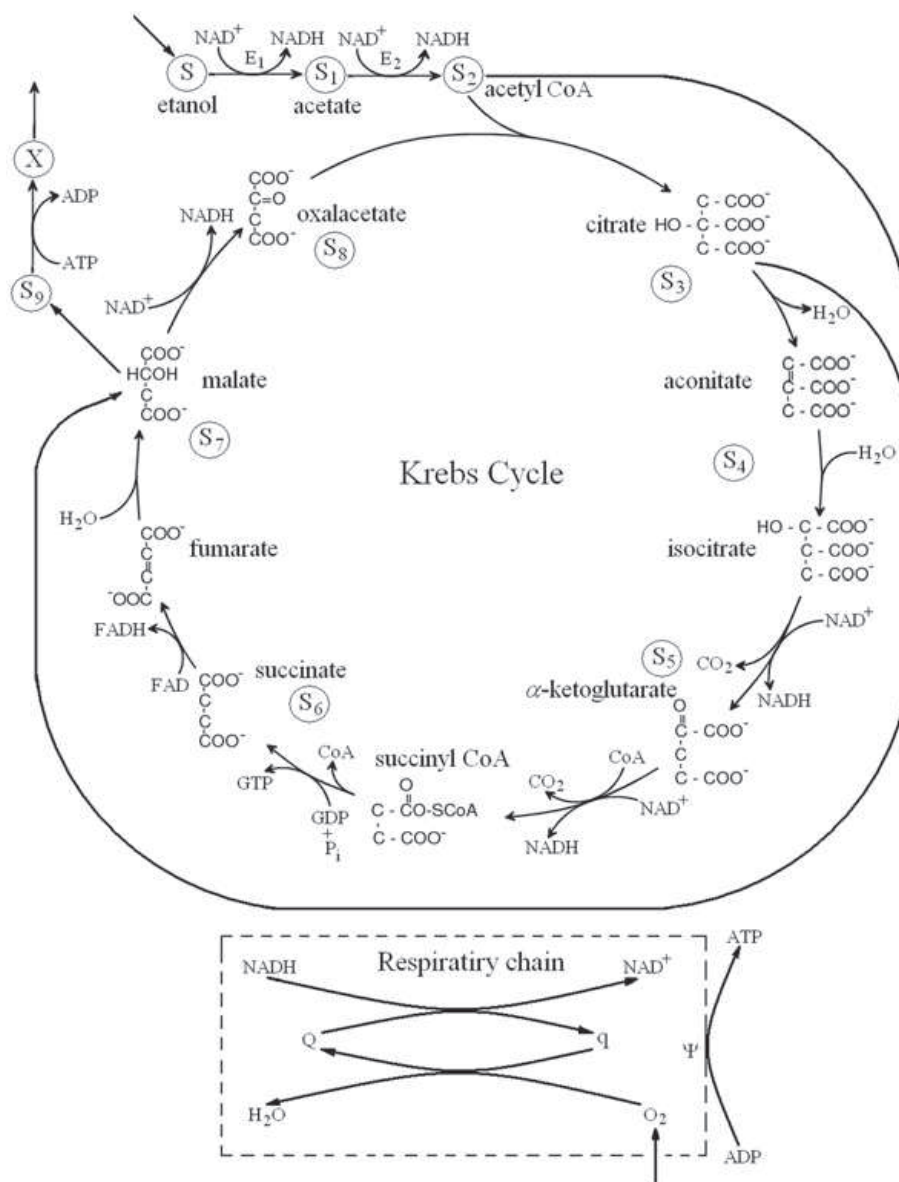 NAD+ NADH NAD+ NADH
E1 E2
S S1 S2
etanol acetate acetyl CoA
X
ADP
ATP
S9
COO-
C=O
C
COO-
oxalacetate
S8
NADH
NAD+
citrate
C - COO-
HO - C - COO-
C - COO-
S3
H2O
aconitate
C - COO-
C - COO-
C - COO-
S4
H2O
isocitrate
HO - C - COO-
C - COO-
C - COO-
NAD+
CO2
NADH
S5
α-ketoglutarate
O
C - COO-
C
C - COO-
CoA
CO2
NAD+
NADH
succinyl CoA
O
C - CO-SCoA
C - COO-
CoA
GTP
GDP
+
Pi
succinate
S6
COO-
C
C
COO-
FADH
FAD
fumarate
COO-
C
C
-OOC
H2O
malate
COO-
HCOH
C
COO-
S7
Krebs Cycle
Respiratiry chain
NADH NAD+
Q q
H2O O2
Ψ
ATP
ADP